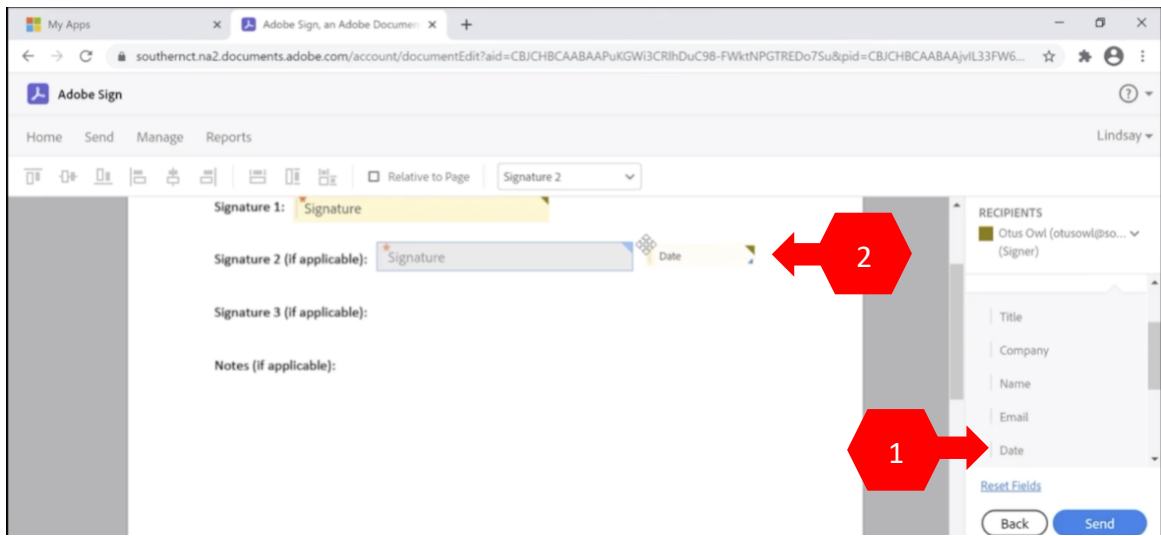 My Apps
Adobe Sign, an Adobe Documen
southernct.na2.documents.adobe.com/account/documentEdit?aid=CBJCHBCAABAAPuKGWi3CRlhDuC98-FWktNPGTREDo7Su&pid=CBJCHBCAABAAjvIL33FW6...
Adobe Sign
Home Send Manage Reports Lindsay
Relative to Page Signature 2
Signature 1: *Signature
RECIPIENTS
Otus Owl (otusowl@so...
(Signer)
Signature 2 (if applicable): *Signature Date 2
Signature 3 (if applicable):
Title
Company
Notes (if applicable):
Name
Email
1 Date
Reset Fields
Back Send